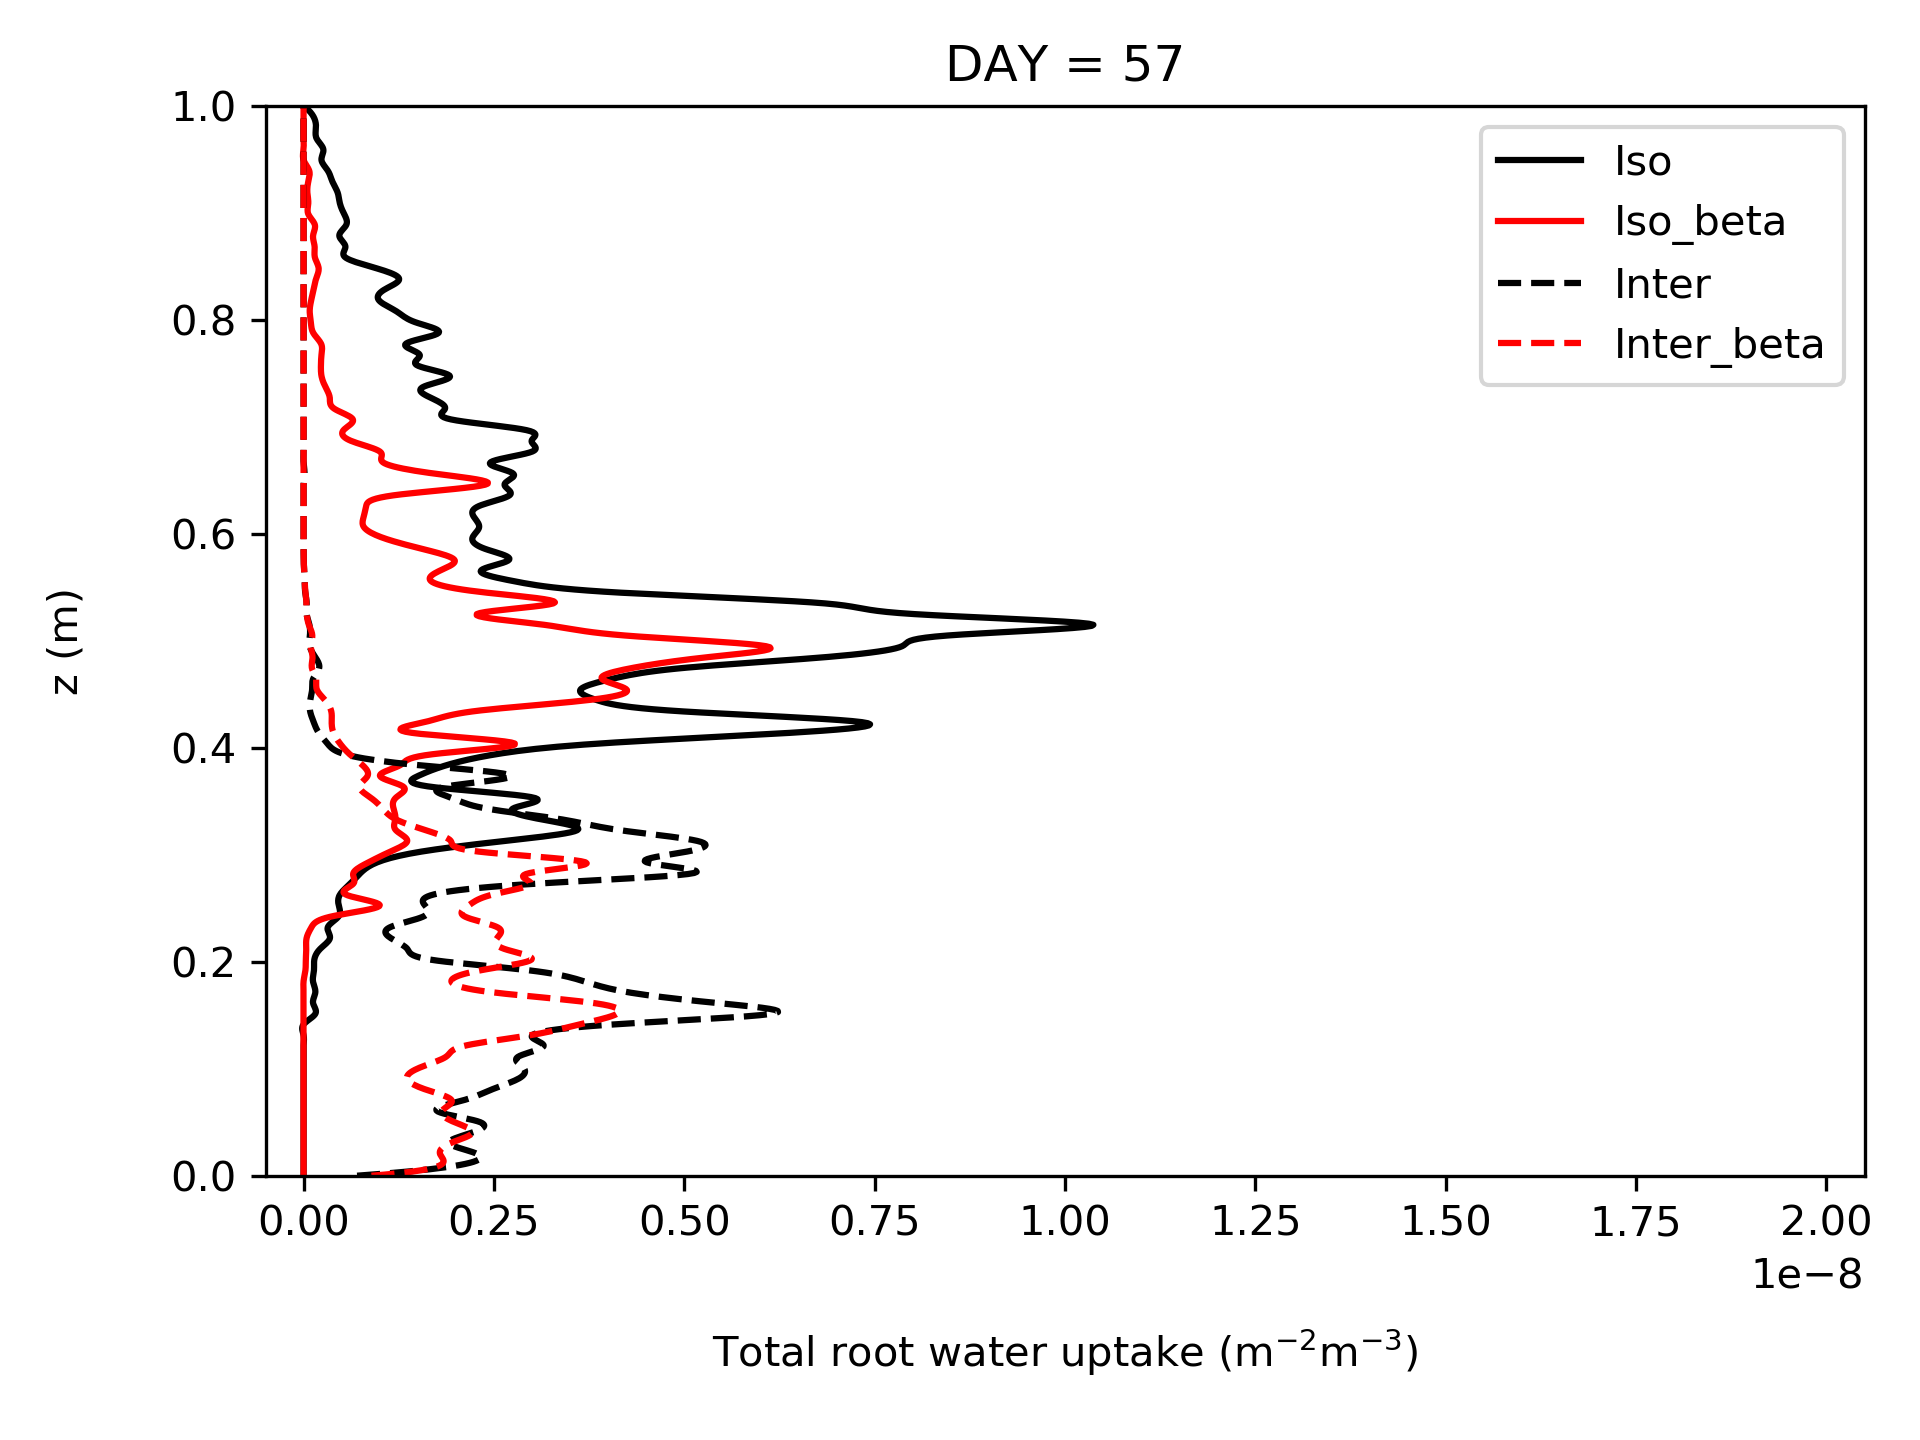 DAY = 57
1.0
0.8
0.6
0.4
0.2
0.0
z (m)
Iso
Iso_beta
Inter
Inter_beta
0.00 0.25 0.50 0.75 1.00 1.25 1.50 1.75 2.00
1e−8
Total root water uptake (m⁻²m⁻³)